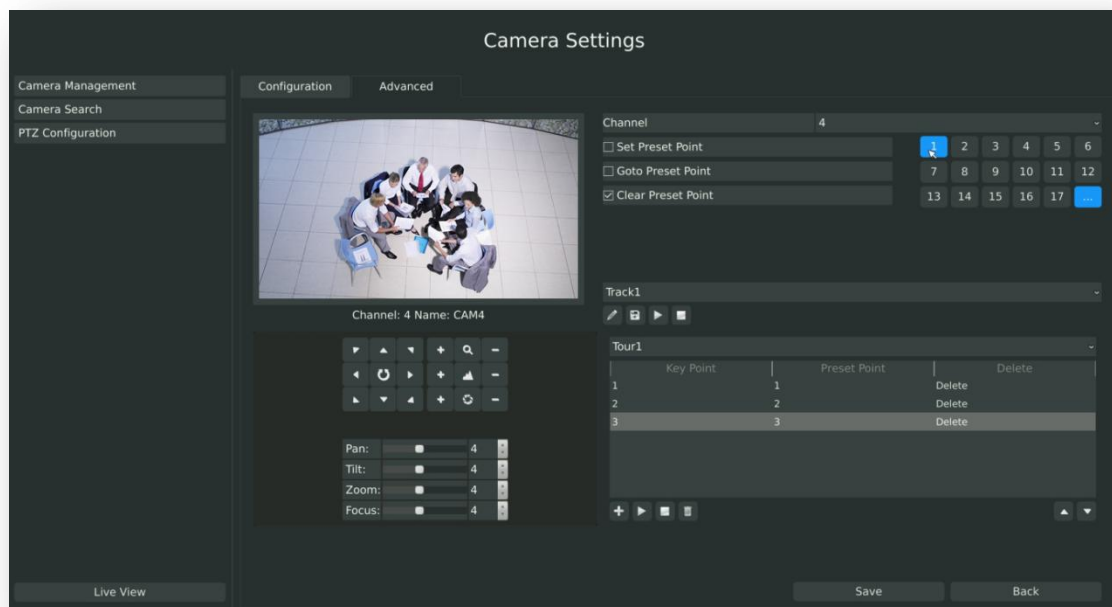 Camera Settings
Camera Management
Camera Search
PTZ Configuration
Live View
Configuration Advanced
Channel: 4 Name: CAM4
Pan: 4
Tilt: 4
Zoom: 4
Focus: 4
Channel 4
Set Preset Point
Goto Preset Point
Clear Preset Point
1 2 3 4 5 6
7 8 9 10 11 12
13 14 15 16 17 ...
Track1
Tour1
Key Point Preset Point Delete
1 1 Delete
2 2 Delete
3 3 Delete
Save Back